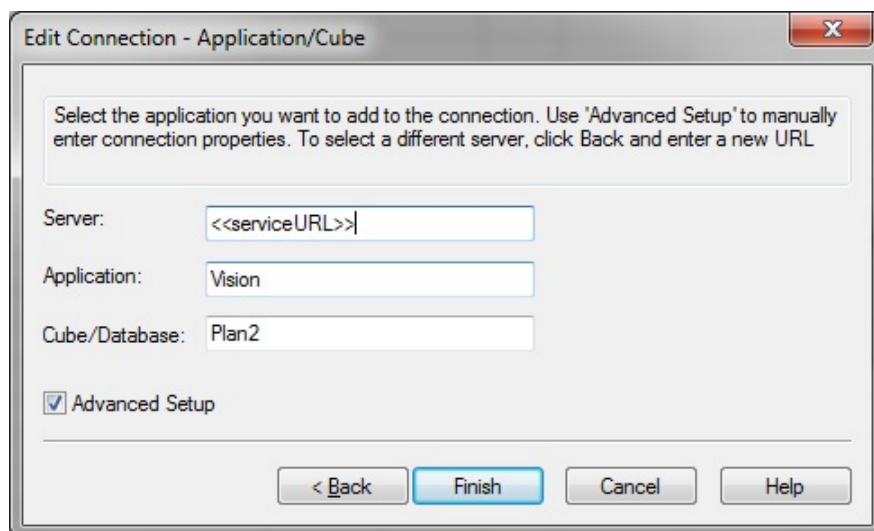 Edit Connection - Application/Cube
Select the application you want to add to the connection. Use 'Advanced Setup' to manually
enter connection properties. To select a different server, click Back and enter a new URL
Server: <<serviceURL>>
Application: Vision
Cube/Database: Plan2
Advanced Setup
< Back Finish Cancel Help